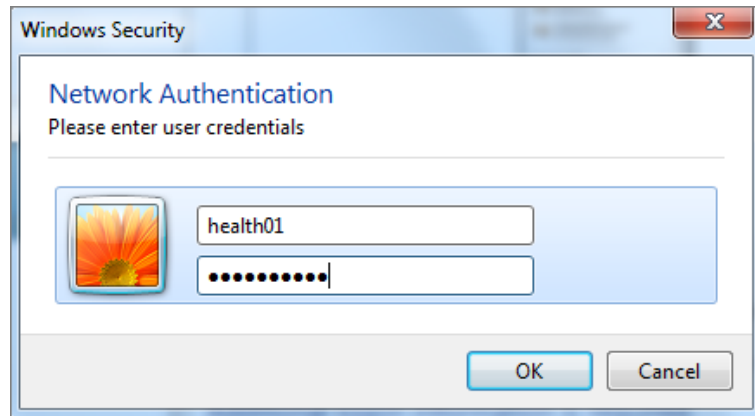 Windows Security
Network Authentication
Please enter user credentials
health01
●●●●●●●●●●
OK
Cancel